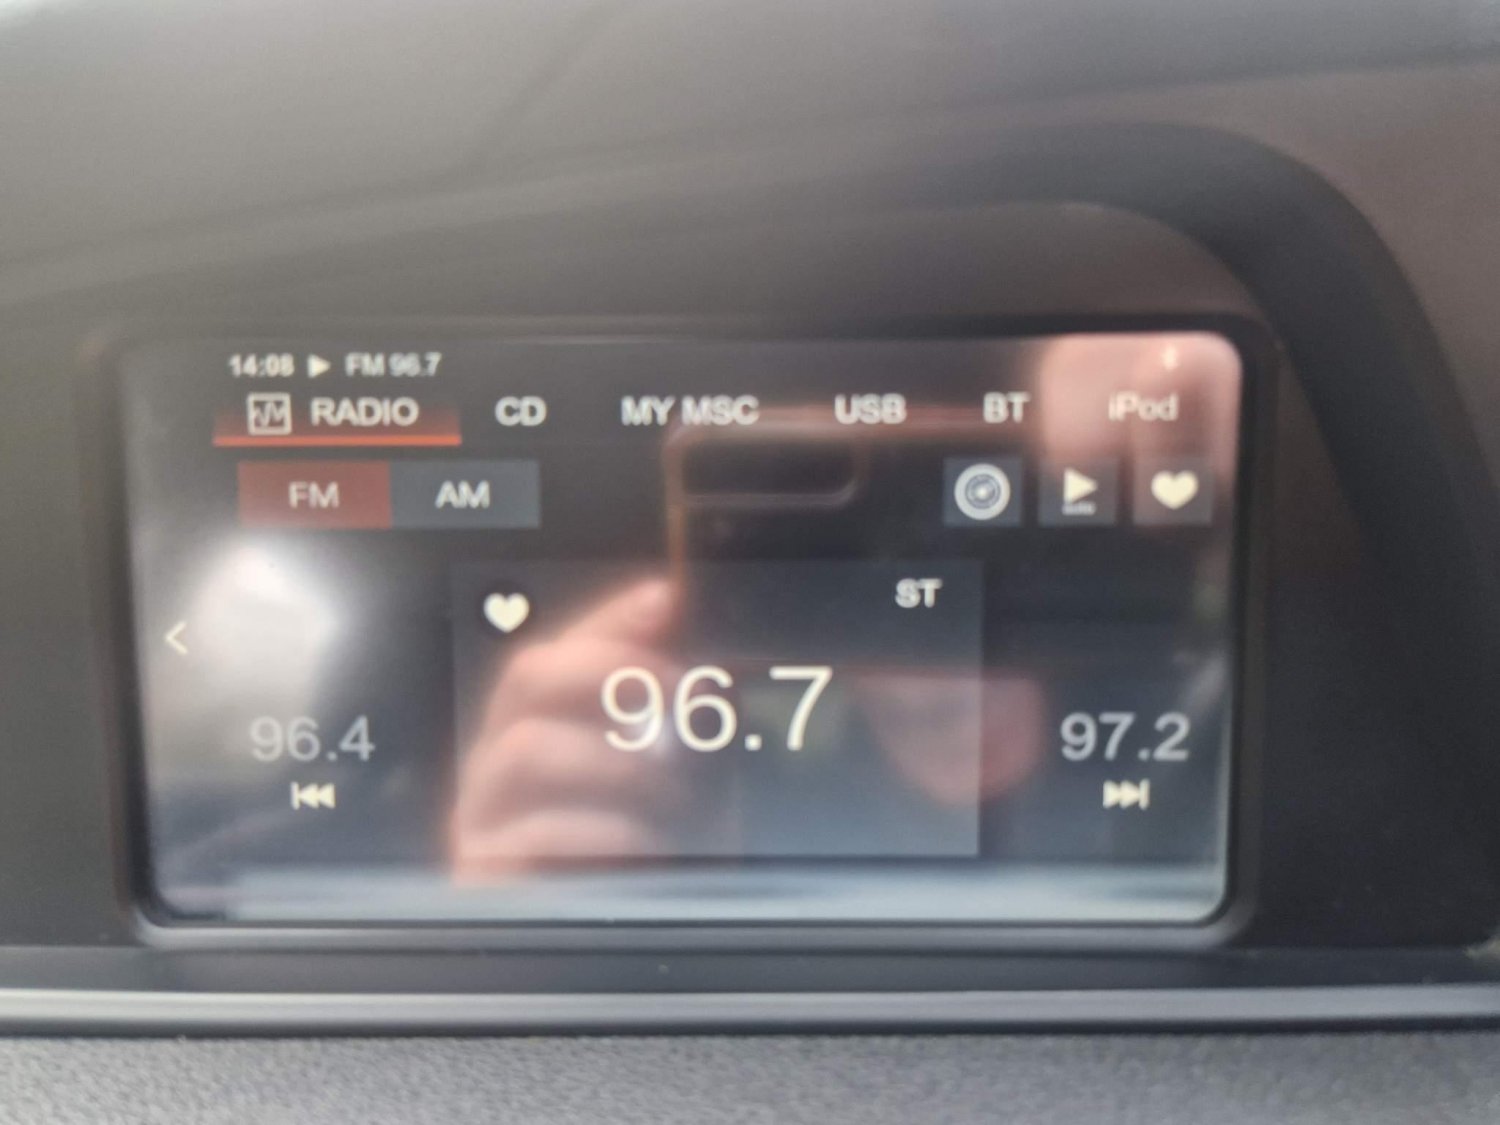 14:08 FM 96.7
RADIO CD MY MSC USB BT iPod
FM AM
ST
96.7
96.4 97.2